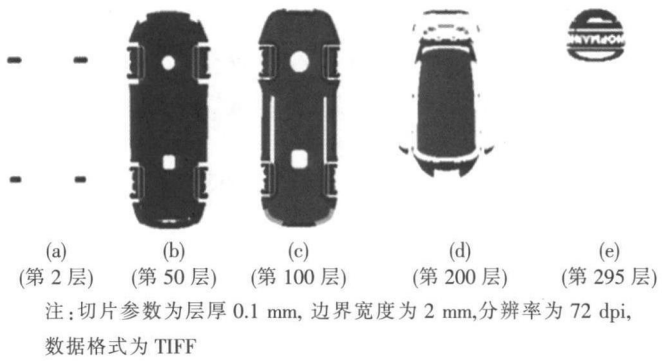 (a) (b) (c) (d) (e)
(第 2 层) (第 50 层) (第 100 层) (第 200 层) (第 295 层)
注:切片参数为层厚 0.1 mm, 边界宽度为 2 mm,分辨率为 72 dpi,
数据格式为 TIFF